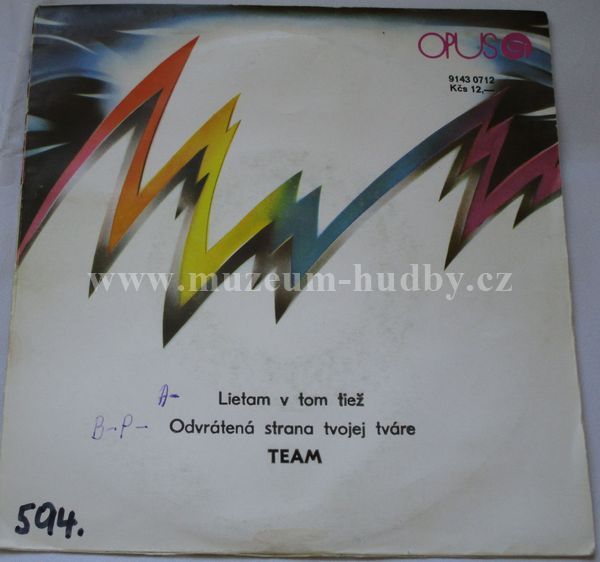 OPUS
9143 0712
Kčs 12,—
www.muzeum-hudby.cz
A- Lietam v tom tiež
B-P- Odvrátená strana tvojej tváre
TEAM
594.